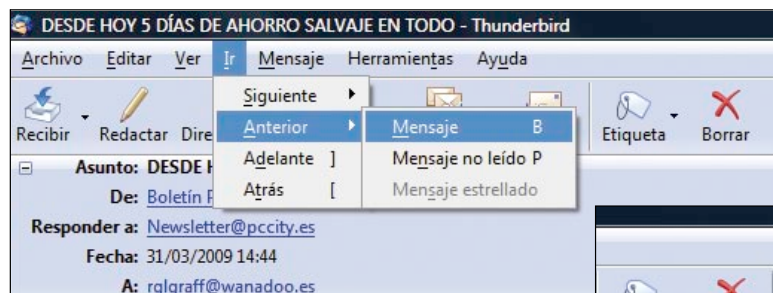 DESDE HOY 5 DÍAS DE AHORRO SALVAJE EN TODO - Thunderbird
Archivo Editar Ver Ir Mensaje Herramientas Ayuda
Recibir Redactar Dire Etiqueta Borrar
Siguiente
Anterior
Adelante ]
Atrás [
Mensaje B
Mensaje no leído P
Mensaje estrellado
Asunto: DESDE H
De: Boletín
Responder a: Newsletter@pccity.es
Fecha: 31/03/2009 14:44
A: rglgraff@wanadoo.es